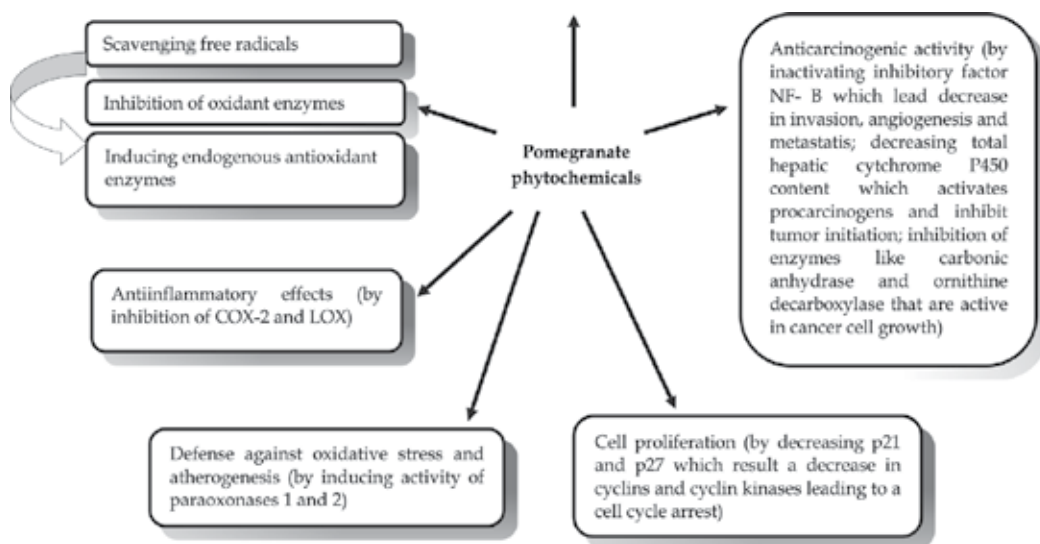 Scavenging free radicals
Inhibition of oxidant enzymes
Inducing endogenous antioxidant
enzymes
Pomegranate
phytochemicals
Anticarcinogenic activity (by
inactivating inhibitory factor
NF- B which lead decrease
in invasion, angiogenesis and
metastatis; decreasing total
hepatic cytchrome P450
content which activates
procarcinogens and inhibit
tumor initiation; inhibition of
enzymes like carbonic
anhydrase and ornithine
decarboxylase that are active
in cancer cell growth)
Antiinflammatory effects (by
inhibition of COX-2 and LOX)
Defense against oxidative stress and
atherogenesis (by inducing activity of
paraoxonases 1 and 2)
Cell proliferation (by decreasing p21
and p27 which result a decrease in
cyclins and cyclin kinases leading to a
cell cycle arrest)